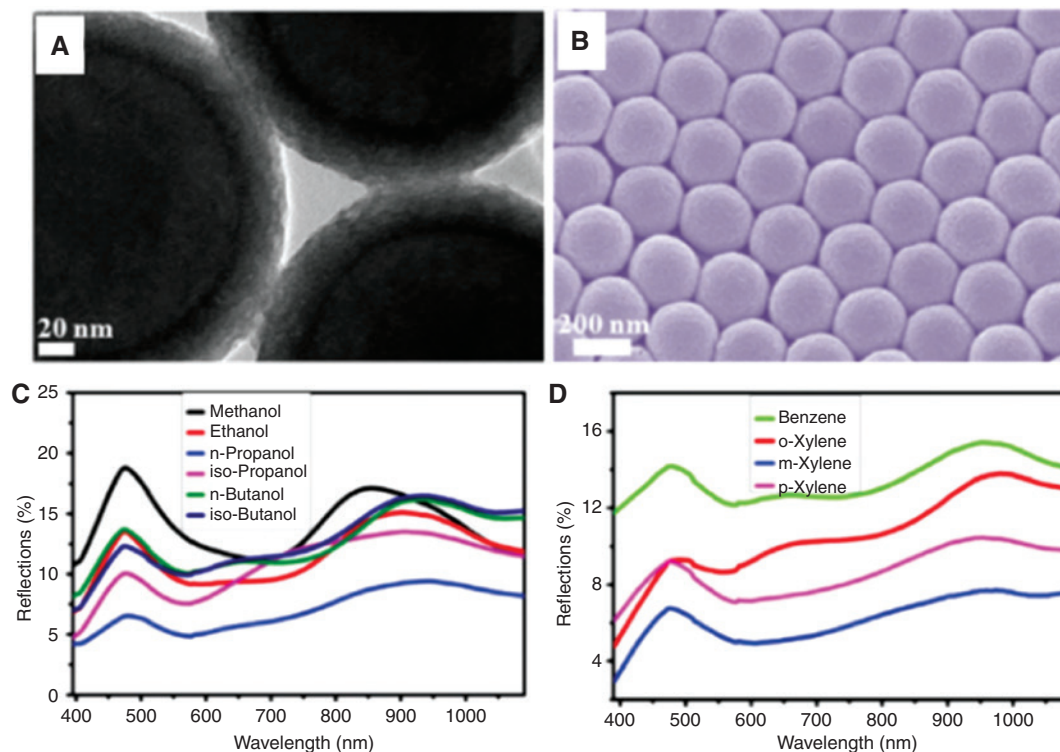 A
20 nm
B
200 nm
C
25
20
15
10
5
0
Reflections (%)
Methanol
Ethanol
n-Propanol
iso-Propanol
n-Butanol
iso-Butanol
400 500 600 700 800 900 1000
Wavelength (nm)
D
16
12
8
4
Reflections (%)
Benzene
o-Xylene
m-Xylene
p-Xylene
400 500 600 700 800 900 1000
Wavelength (nm)